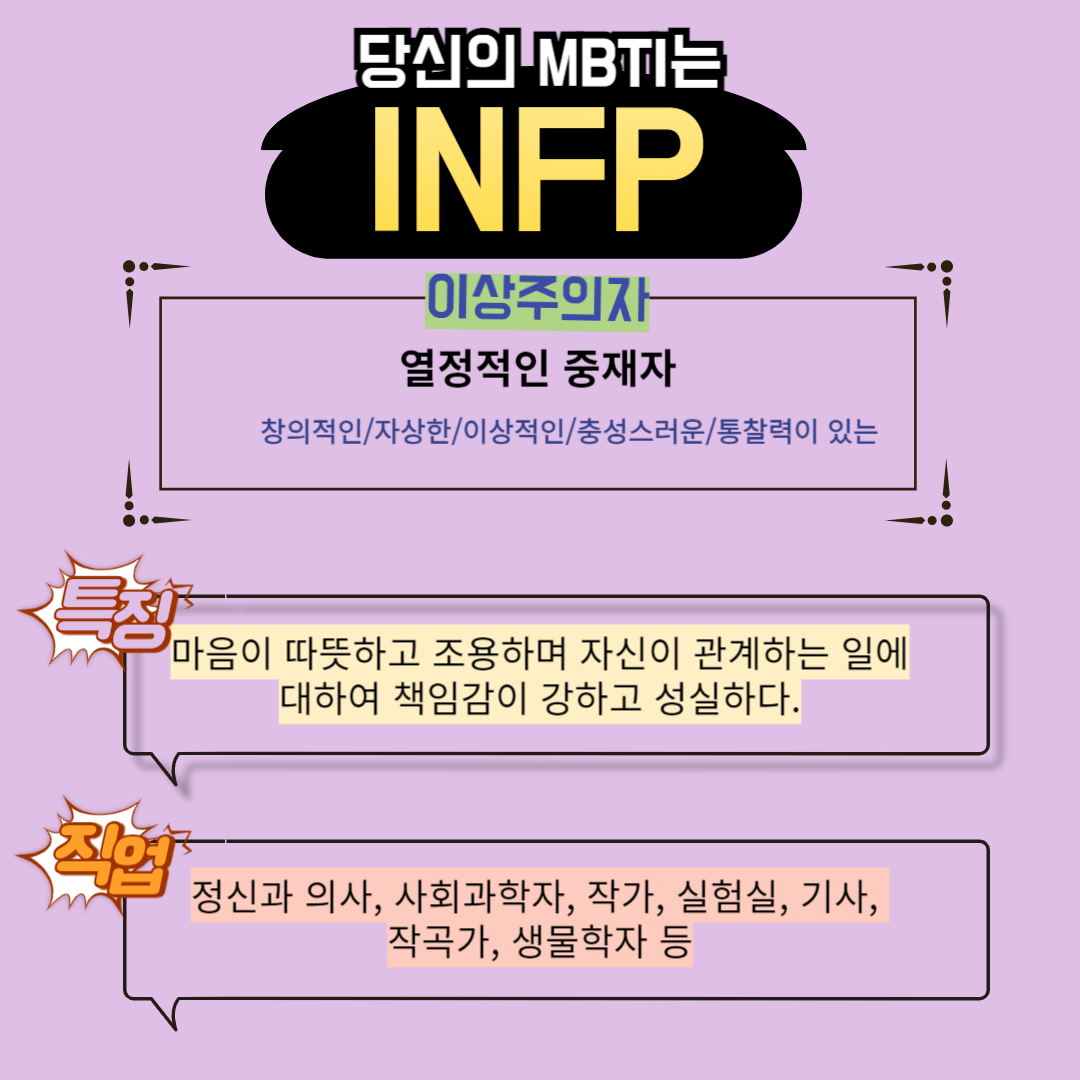 당신의 MBTI는
INFP
이상주의자
열정적인 중재자
창의적인/자상한/이상적인/충성스러운/통찰력이 있는
특징
마음이 따뜻하고 조용하며 자신이 관계하는 일에
대하여 책임감이 강하고 성실하다.
직업
정신과 의사, 사회과학자, 작가, 실험실, 기사,
작곡가, 생물학자 등